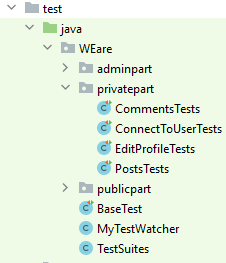 test
java
WEare
adminpart
privatepart
CommentsTests
ConnectToUserTests
EditProfileTests
PostsTests
publicpart
BaseTest
MyTestWatcher
TestSuites